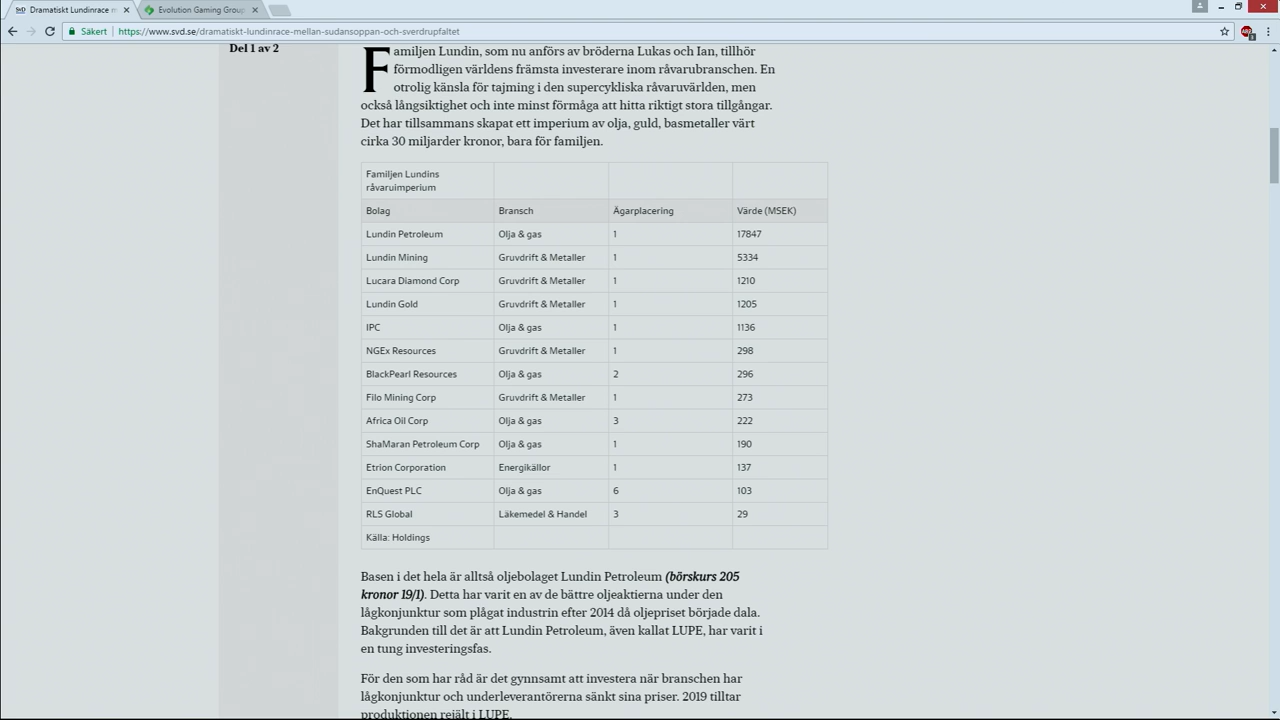 Dramatiskt Lundinrace m
Evolution Gaming Group
Säkert
https://www.svd.se/dramatiskt-lundinrace-mellan-sudansoppan-och-sverdrupfaltet
Del 1 av 2
Familjen Lundin, som nu anförs av bröderna Lukas och Ian, tillhör
förmodligen världens främsta investerare inom råvarubranschen. En
otrolig känsla för tajming i den supercykliska råvaruvärlden, men
också långsiktighet och inte minst förmåga att hitta riktigt stora tillgångar.
Det har tillsammans skapat ett imperium av olja, guld, basmetaller värt
cirka 30 miljarder kronor, bara för familjen.
Familjen Lundins
råvaruimperium
Bolag Bransch Ägarplacering Värde (MSEK)
Lundin Petroleum Olja & gas 1 17847
Lundin Mining Gruvdrift & Metaller 1 5334
Lucara Diamond Corp Gruvdrift & Metaller 1 1210
Lundin Gold Gruvdrift & Metaller 1 1205
IPC Olja & gas 1 1136
NGEx Resources Gruvdrift & Metaller 1 298
BlackPearl Resources Olja & gas 2 296
Filo Mining Corp Gruvdrift & Metaller 1 273
Africa Oil Corp Olja & gas 3 222
ShaMaran Petroleum Corp Olja & gas 1 190
Etrion Corporation Energikällor 1 137
EnQuest PLC Olja & gas 6 103
RLS Global Läkemedel & Handel 3 29
Källa: Holdings
Basen i det hela är alltså oljebolaget Lundin Petroleum (börskurs 205
kronor 19/1). Detta har varit en av de bättre oljeaktierna under den
lågkonjunktur som plågat industrin efter 2014 då oljepriset började dala.
Bakgrunden till det är att Lundin Petroleum, även kallat LUPE, har varit i
en tung investeringsfas.
För den som har råd är det gynnsamt att investera när branschen har
lågkonjunktur och underleverantörerna sänkt sina priser. 2019 tilltar
produktionen rejält i LUPE.